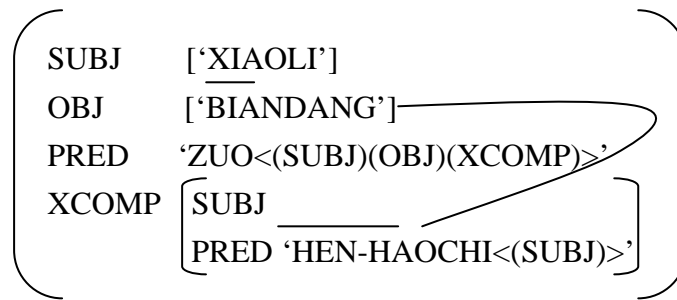 SUBJ [‘XIAOLI’]
OBJ [‘BIANDANG’]
PRED ‘ZUO<(SUBJ)(OBJ)(XCOMP)>’
XCOMP SUBJ
PRED ‘HEN-HAOCHI<(SUBJ)>’